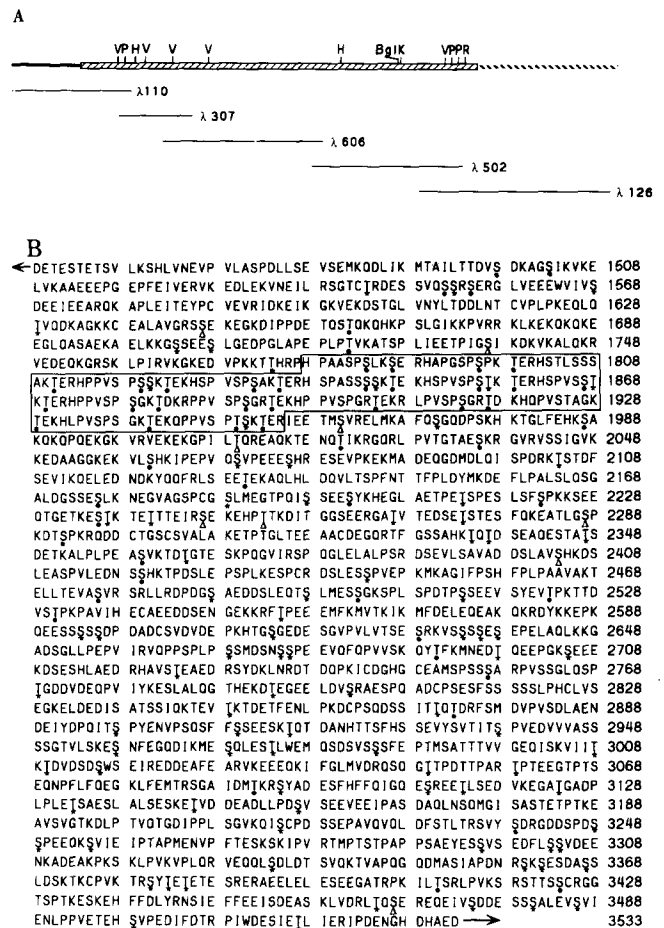 A
VP HV V V H BglK VPPR
λ110
λ307
λ606
λ502
λ126
B
DETESTETSV LKSHLVNEVP VLASPDLLSE VSEMKQDLIK MTAILTTDVS DKAGSIKVKE 1508
LVKAAEEEPG EPFEIVERVK EDLEKVNEIL RSGTCTRDES SVQSSRSERG LVEEEWVIVS 1568
DEEIEEARQK APLEITEYPC VEVRIDKEIK GKVEKDSTGL VNYLTDDLNT CVPLPKEQLQ 1628
TVQDKAGKKC EALAVGRSSE KEGKDIPPDE TQSTQKQHKP SLGIKKPVRR KLKEKQKQKE 1688
EGLQASAEKA ELKKGSSEES LGEDPGLAPE PLPTVKATSP LIEETPIGSI KDKVKALQKR 1748
VEDEQKGRSK LPIRVKGKED VPKKTTHRPH PAASPSLKSE RHAPGSPSPK TERHSTLSSS 1808
AKTERHPPVS PSSKTEKHSP VSPSAKTERH SPASSSSKTE KHSPVSPSTK TERHSPVSST 1868
KTERHPPVSP SGKTDKRPPV SPSGRTEKHP PVSPGRTEKR LPVSPSGRTD KHQPVSTAGK 1928
TEKHLPVSPS GKTEKQPPVS PTSKTERIEE TMSVRELMKA FQSGQDPSKH KTGLFEHKSA 1988
KQKQPQEKGK VRVEKEKGPI LTQREAQKTE NQTIKRGQRL PVTGTAESKR GVRVSSIGVK 2048
KEDAAGGKEK VLSHKIPEPV QSVPEEESHR ESEVPKEKMA DEQGDMDLQI SPDRKTSTDF 2108
SEVIKQELED NDKYQQFRLS EETEKAQLHL DQVLTSPFNT TFPLDYMKDE FLPALSLQSG 2168
ALDGSSESLK NEGVAGSPCG SLMEGTPQIS SEESYKHEGL AETPETSPES LSFSPKKSEE 2228
QTGETKESTK TETTTEIRSE KEHPTTKDIT GGSEERGATV TEDSETSTES FQKEATLGSP 2288
KDTSPKRQDD CTGSCSVALA KETPTGLTEE AACDEGQRTF GSSAHKTQTD SEAQESTATS 2348
DETKALPLPE ASVKTDTGTE SKPQGVIRSP QGLELALPSR DSEVLSAVAD DSLAVSHKDS 2408
LEASPVLEDN SSHKTPDSLE PSPLKESPCR DSLESSPVEP KMKAGIFPSH FPLPAAVAKT 2468
ELLTEVASVR SRLLRDPDGS AEDDSLEQTS LMESSGKSPL SPDTPSSEEV SYEVTPKTTD 2528
VSTPKPAVIH ECAEEDDSEN GEKKRFTPEE EMFKMVTKIK MFDELEQEAK QKRDYKKEPK 2588
QEESSSSSDP DADCSVDVDE PKHTGSGEDE SGVPVLVTSE SRKVSSSSES EPELAQLKKG 2648
ADSGLLPEPV IRVQPPSPLP SSMDSNSSPE EVQFQPVVSK QYTFKMNEDT QEEPGKSEEE 2708
KDSESHLAED RHAVSTEAED RSYDKLNRDT DQPKICDGHG CEAMSPSSSA RPVSSGLQSP 2768
TGDDVDEQPV IYKESLALQG THEKDTEGEE LDVSRAESPQ ADCPSESFSS SSSLPHCLVS 2828
EGKELDEDIS ATSSIQKTEV TKTDETFENL PKDCPSQDSS ITTQTDRFSM DVPVSDLAEN 2888
DEIYDPQITS PYENVPSQSF FSSEESKTQT DANHTTSFHS SEVYSVTITS PVEDVVVASS 2948
SSGTVLSKES NFEGQDIKME SQLESTLWEM QSDSVSSSFE PTMSATTTVV GEQISKVIIT 3008
KTDVDSDSWS EIREDDEAFE ARVKEEEQKI FGLMVDRQSQ GTTPDTTPAR TPTEEGTPTS 3068
EQNPFLFQEG KLFEMTRSGA IDMTKRSYAD ESFHFFQIGQ ESREETLSED VKEGATGADP 3128
LPLETSAESL ALSESKETVD DEADLLPDSV SEEVEEIPAS DAQLNSQMGI SASTETPTKE 3188
AVSVGTKDLP TVQTGDIPPL SGVKQISCPD SSEPAVQVQL DFSTLTRSVY SDRGDDSPDS 3248
SPEEQKSVIE IPTAPMENVP FTESKSKIPV RTMPTSTPAP PSAEYESSVS EDFLSSVDEE 3308
NKADEAKPKS KLPVKVPLQR VEQQLSDLDT SVQKTVAPQG QDMASIAPDN RSKSESDASS 3368
LDSKTKCPVK TRSYTETETE SRERAEELEL ESEEGATRPK ILTSRLPVKS RSTTSSCRGG 3428
TSPTKESKEH FFDLYRNSIE FFEEISDEAS KLVDRLTQSE REQEIVSDDE SSSALEVSVI 3488
ENLPPVETEH SVPEDIFDTR PIWDESIETL IERIPDENGH DHAED 3533